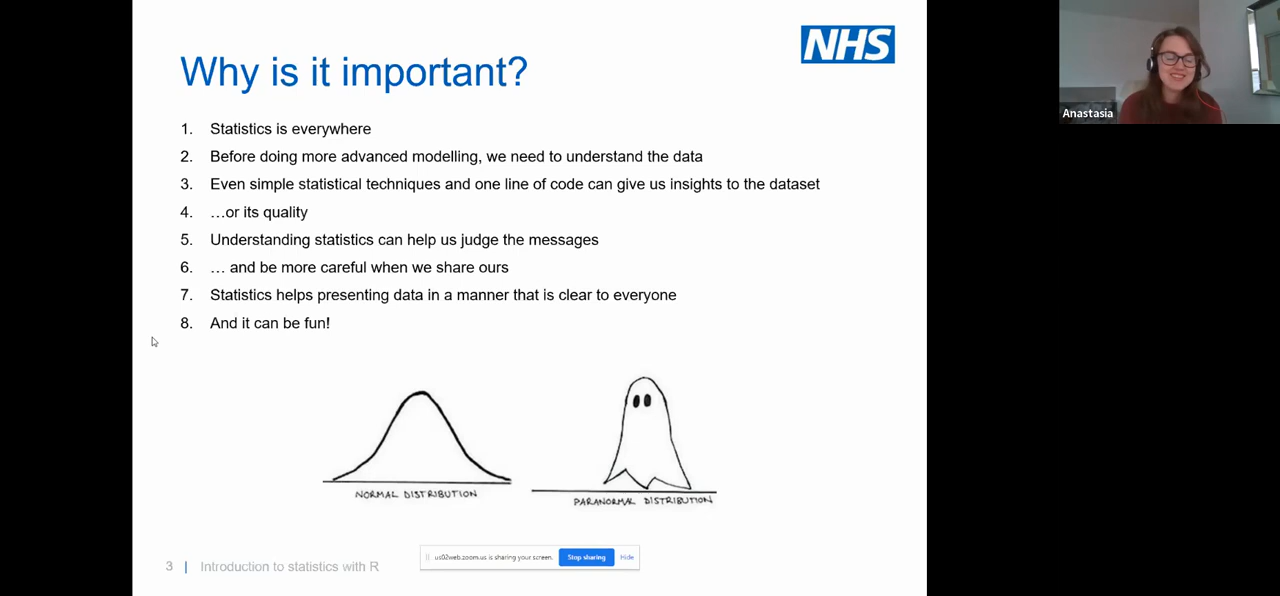 NHS
Why is it important?
Anastasia
1. Statistics is everywhere
2. Before doing more advanced modelling, we need to understand the data
3. Even simple statistical techniques and one line of code can give us insights to the dataset
4. …or its quality
5. Understanding statistics can help us judge the messages
6. … and be more careful when we share ours
7. Statistics helps presenting data in a manner that is clear to everyone
8. And it can be fun!
NORMAL DISTRIBUTION
PARANORMAL DISTRIBUTION
us02web.zoom.us is sharing your screen. Stop sharing Hide
3 | Introduction to statistics with R